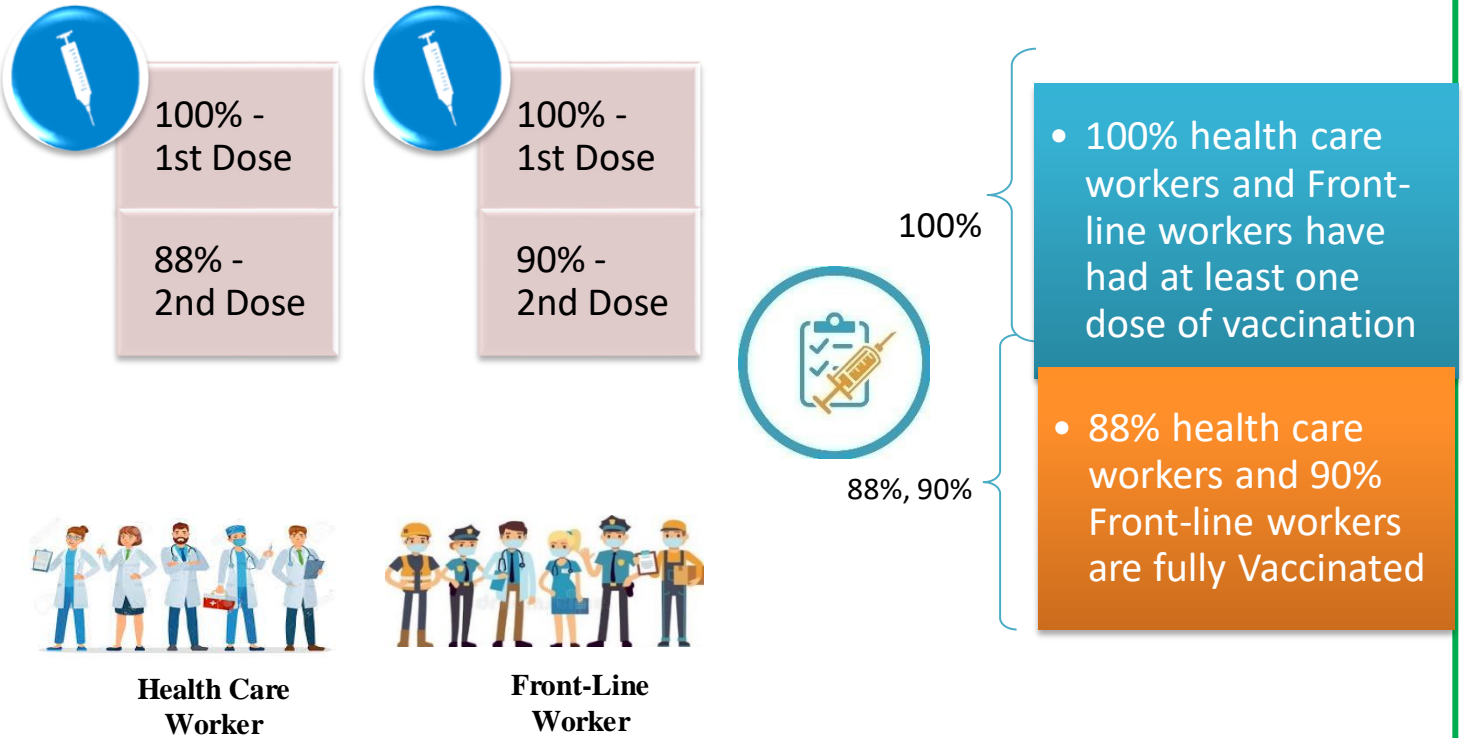 100% -
1st Dose
88% -
2nd Dose
100% -
1st Dose
90% -
2nd Dose
Health Care
Worker
Front-Line
Worker
100%
88%, 90%
• 100% health care
workers and Front-
line workers have
had at least one
dose of vaccination
• 88% health care
workers and 90%
Front-line workers
are fully Vaccinated